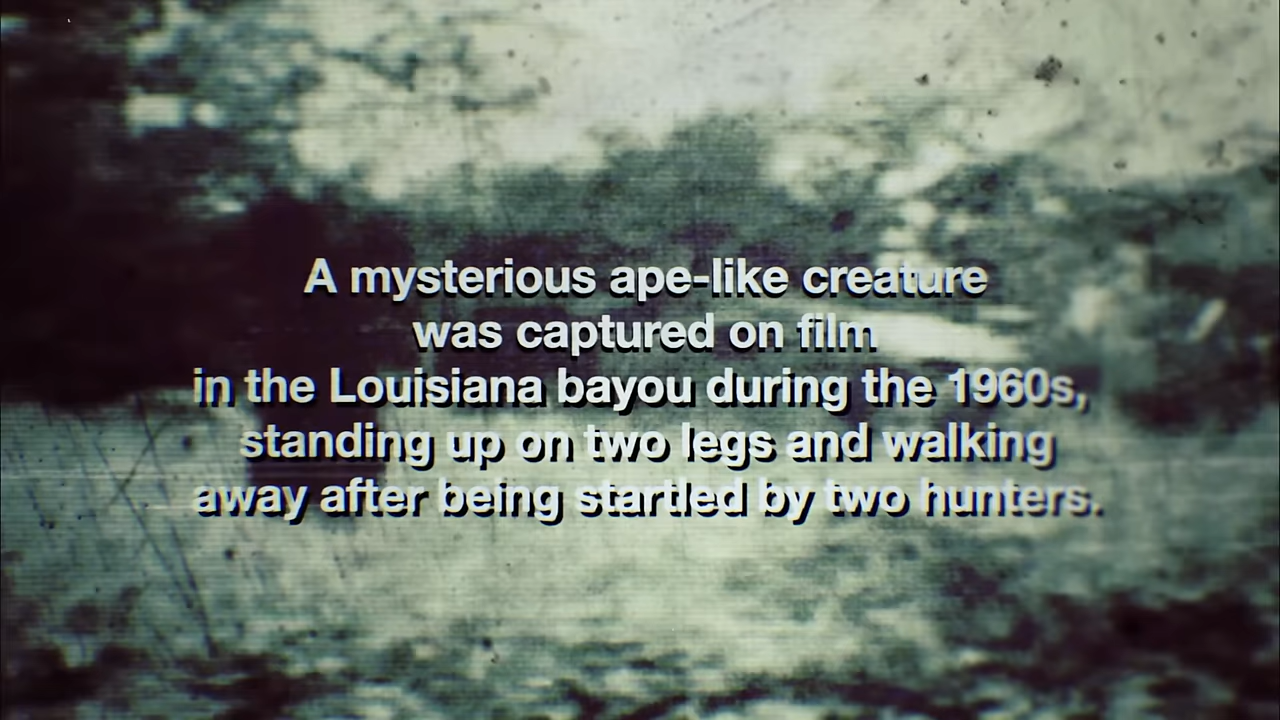 A mysterious ape-like creature
was captured on film
in the Louisiana bayou during the 1960s,
standing up on two legs and walking
away after being startled by two hunters.